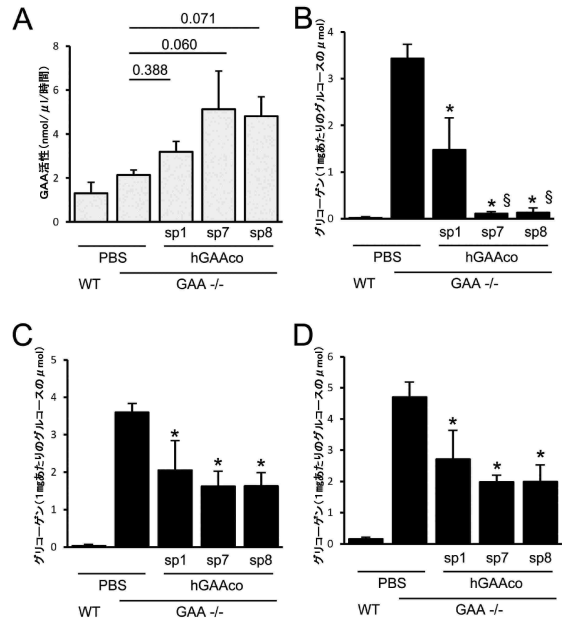 A
0.071
0.060
0.388
GAA活性(nmol/μl/時間)
8
6
4
2
0
sp1 sp7 sp8
PBS hGAAco
WT GAA -/-
B
グリコーゲン(1mgあたりのグルコースのμmol)
4
3
2
1
0
*
* §
* §
sp1 sp7 sp8
PBS hGAAco
WT GAA -/-
C
グリコーゲン(1mgあたりのグルコースのμmol)
5
4
3
2
1
0
* * *
sp1 sp7 sp8
PBS hGAAco
WT GAA -/-
D
グリコーゲン(1mgあたりのグルコースのμmol)
6
5
4
3
2
1
0
*
* *
sp1 sp7 sp8
PBS hGAAco
WT GAA -/-